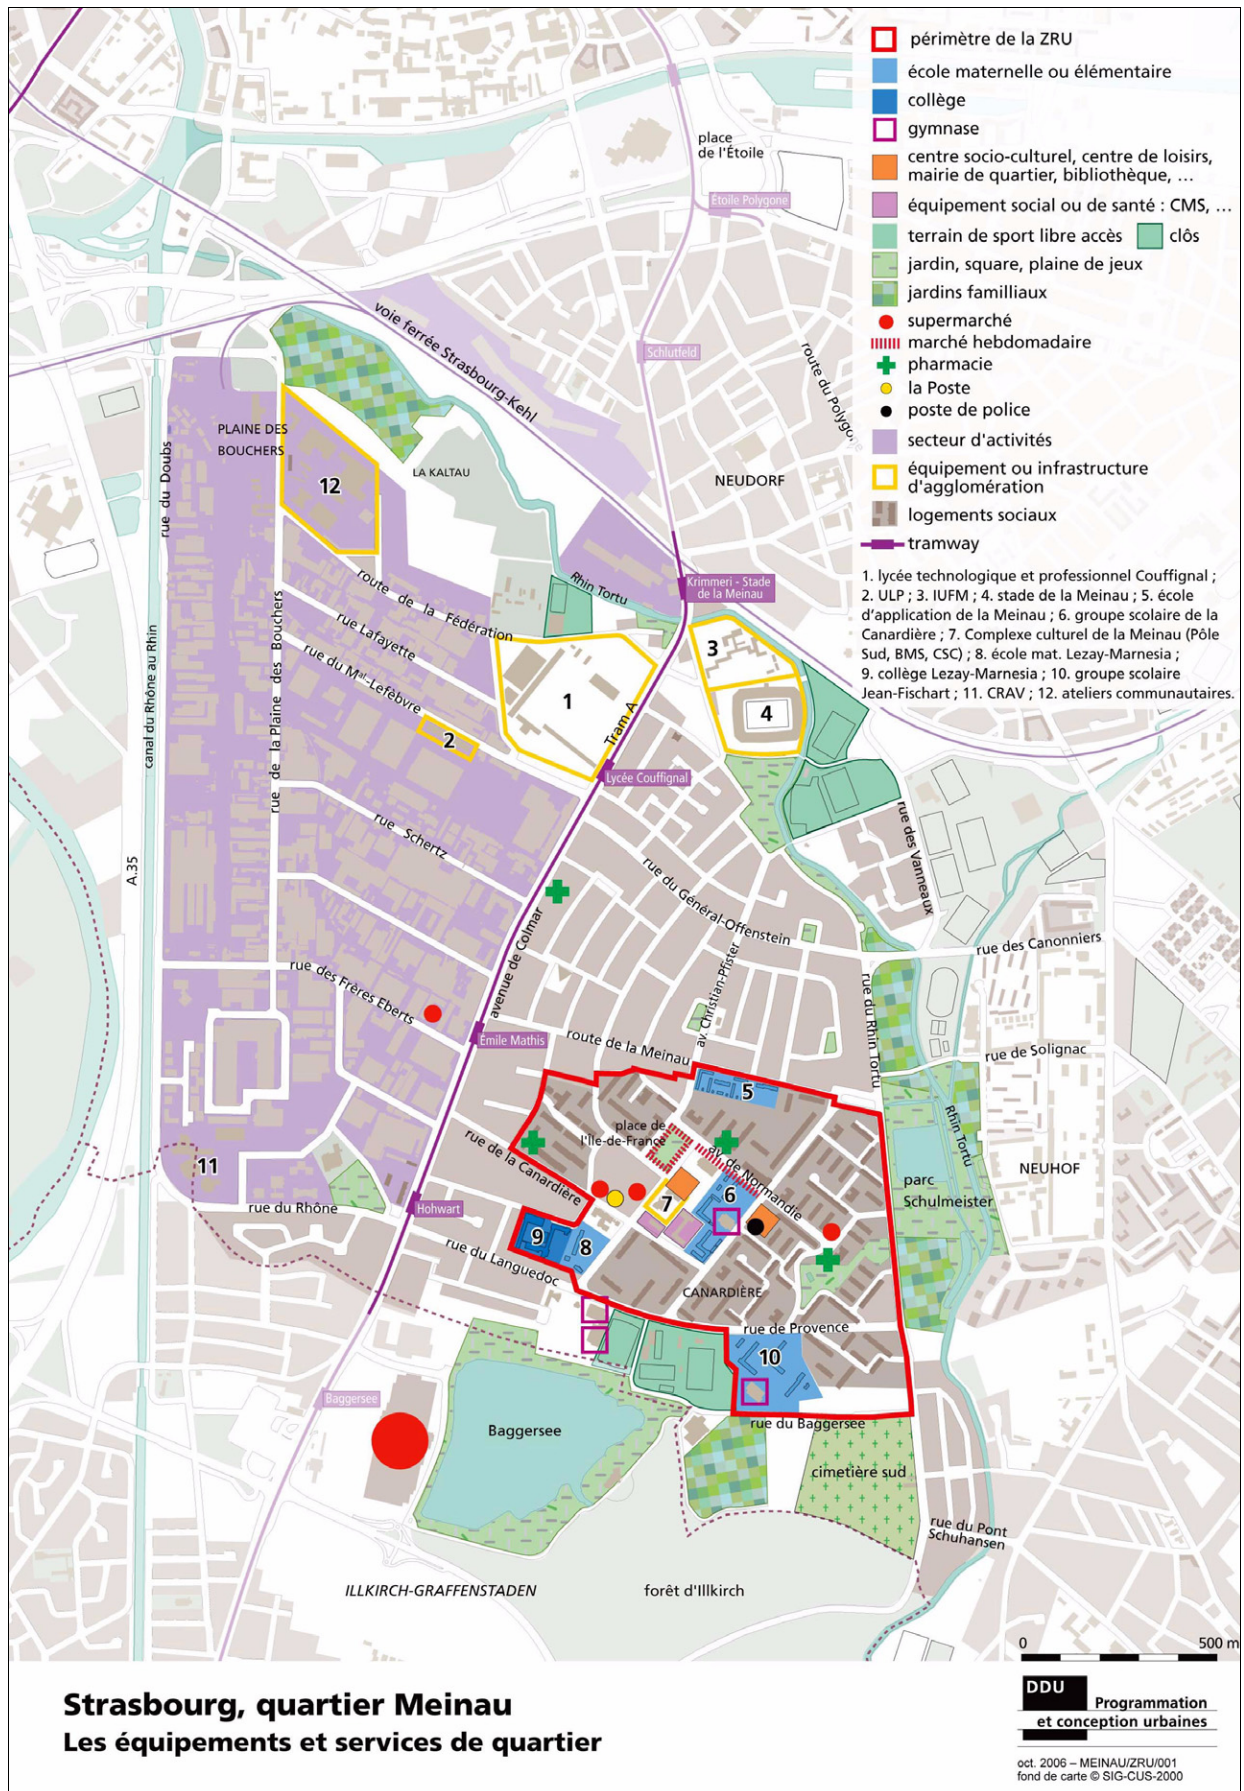 périmètre de la ZRU
école maternelle ou élémentaire
collège
gymnase
centre socio-culturel, centre de loisirs,
mairie de quartier, bibliothèque, ...
équipement social ou de santé : CMS, ...
terrain de sport libre accès
clôs
jardin, square, plaine de jeux
jardins familliaux
supermarché
marché hebdomadaire
pharmacie
la Poste
poste de police
secteur d'activités
équipement ou infrastructure
d'agglomération
logements sociaux
tramway
1. lycée technologique et professionnel Couffignal ;
2. ULP ; 3. IUFM ; 4. stade de la Meinau ; 5. école
d'application de la Meinau ; 6. groupe scolaire de la
Canardière ; 7. Complexe culturel de la Meinau (Pôle
Sud, BMS, CSC) ; 8. école mat. Lezay-Marnesia ;
9. collège Lezay-Marnesia ; 10. groupe scolaire
Jean-Fischart ; 11. CRAV ; 12. ateliers communautaires.
place
de l'Étoile
Étoile Polygone
voie ferrée Strasbourg-Kehl
Schlutfeld
route du Polygone
PLAINE DES
BOUCHERS
LA KALTAU
NEUDORF
12
rue du Doubs
Krimmeri - Stade
de la Meinau
Rhin Tortu
route de la Fédération
rue Lafayette
rue du Mal-Lefèbvre
rue de la Plaine des Bouchers
canal du Rhône au Rhin
3
1
4
2
Tram A
Lycée Couffignal
rue Schertz
A.35
rue des Vanneaux
rue du Général-Offenstein
avenue de Colmar
av. Christian-Pfister
rue des Canonniers
rue des Frères Eberts
rue du Rhin Tortu
Émile Mathis
route de la Meinau
rue de Solignac
5
place de
l'Île-de-France
av. de Normandie
Rhin Tortu
rue de la Canardière
11
NEUHOF
parc
Schulmeister
6
7
rue du Rhône
Hohwart
9
8
rue du Languedoc
CANARDIÈRE
rue de Provence
10
Baggersee
Baggersee
rue du Baggersee
cimetière sud
rue du Pont
Schuhansen
ILLKIRCH-GRAFFENSTADEN
forêt d'Illkirch
0
500 m
Strasbourg, quartier Meinau
Les équipements et services de quartier
DDU
Programmation
et conception urbaines
oct. 2006 – MEINAU/ZRU/001
fond de carte © SIG-CUS-2000